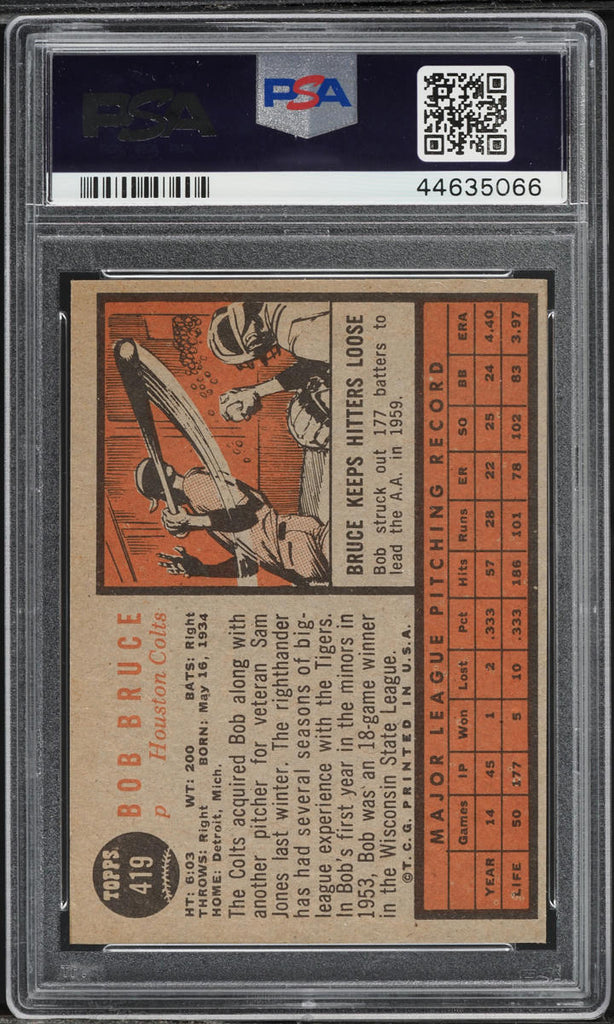 PSA
PSA
44635066
TOPPS
419
BOB BRUCE
p Houston Colts
HT: 6:03 WT: 200 BATS: Right
THROWS: Right BORN: May 16, 1934
HOME: Detroit, Mich.
The Colts acquired Bob along with
another pitcher for veteran Sam
Jones last winter. The righthander
has had several seasons of big-
league experience with the Tigers.
In Bob's first year in the minors in
1953, Bob was an 18-game winner
in the Wisconsin State League.
©T.C.G. PRINTED IN U.S.A.
BRUCE KEEPS HITTERS LOOSE
Bob struck out 177 batters to
lead the A.A. in 1959.
MAJOR LEAGUE PITCHING RECORD
Games IP Won Lost Pct Hits Runs ER SO BB ERA
YEAR 14 45 1 2 .333 57 28 22 25 24 4.40
LIFE 50 177 5 10 .333 186 101 78 102 83 3.97